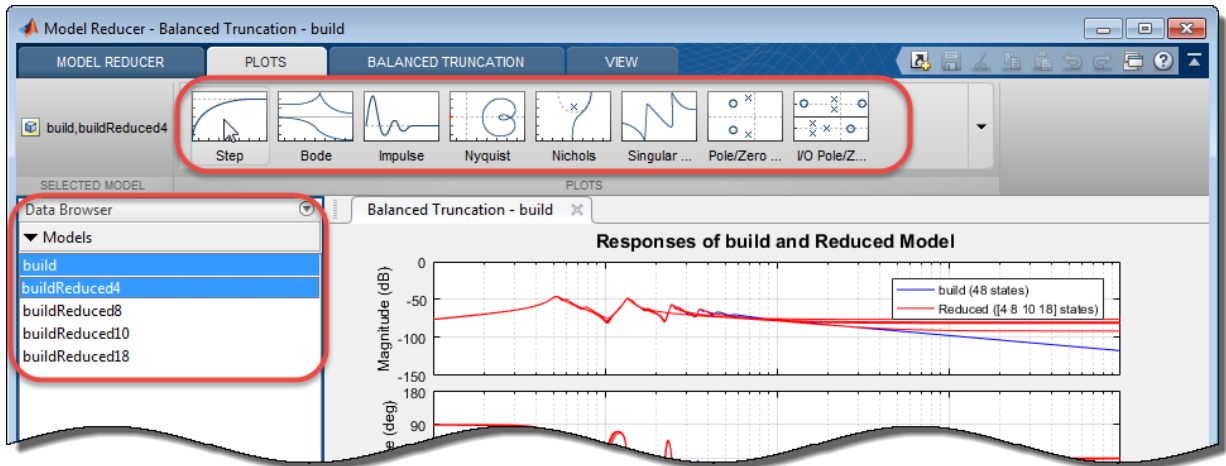 Model Reducer - Balanced Truncation - build
MODEL REDUCER PLOTS BALANCED TRUNCATION VIEW
build,buildReduced4
Step Bode Impulse Nyquist Nichols Singular ... Pole/Zero ... I/O Pole/Z...
SELECTED MODEL PLOTS
Data Browser
Models
build
buildReduced4
buildReduced8
buildReduced10
buildReduced18
Balanced Truncation - build
Responses of build and Reduced Model
Magnitude (dB)
0
-50
-100
-150
build (48 states)
Reduced ([4 8 10 18] states)
180
90
(deg)